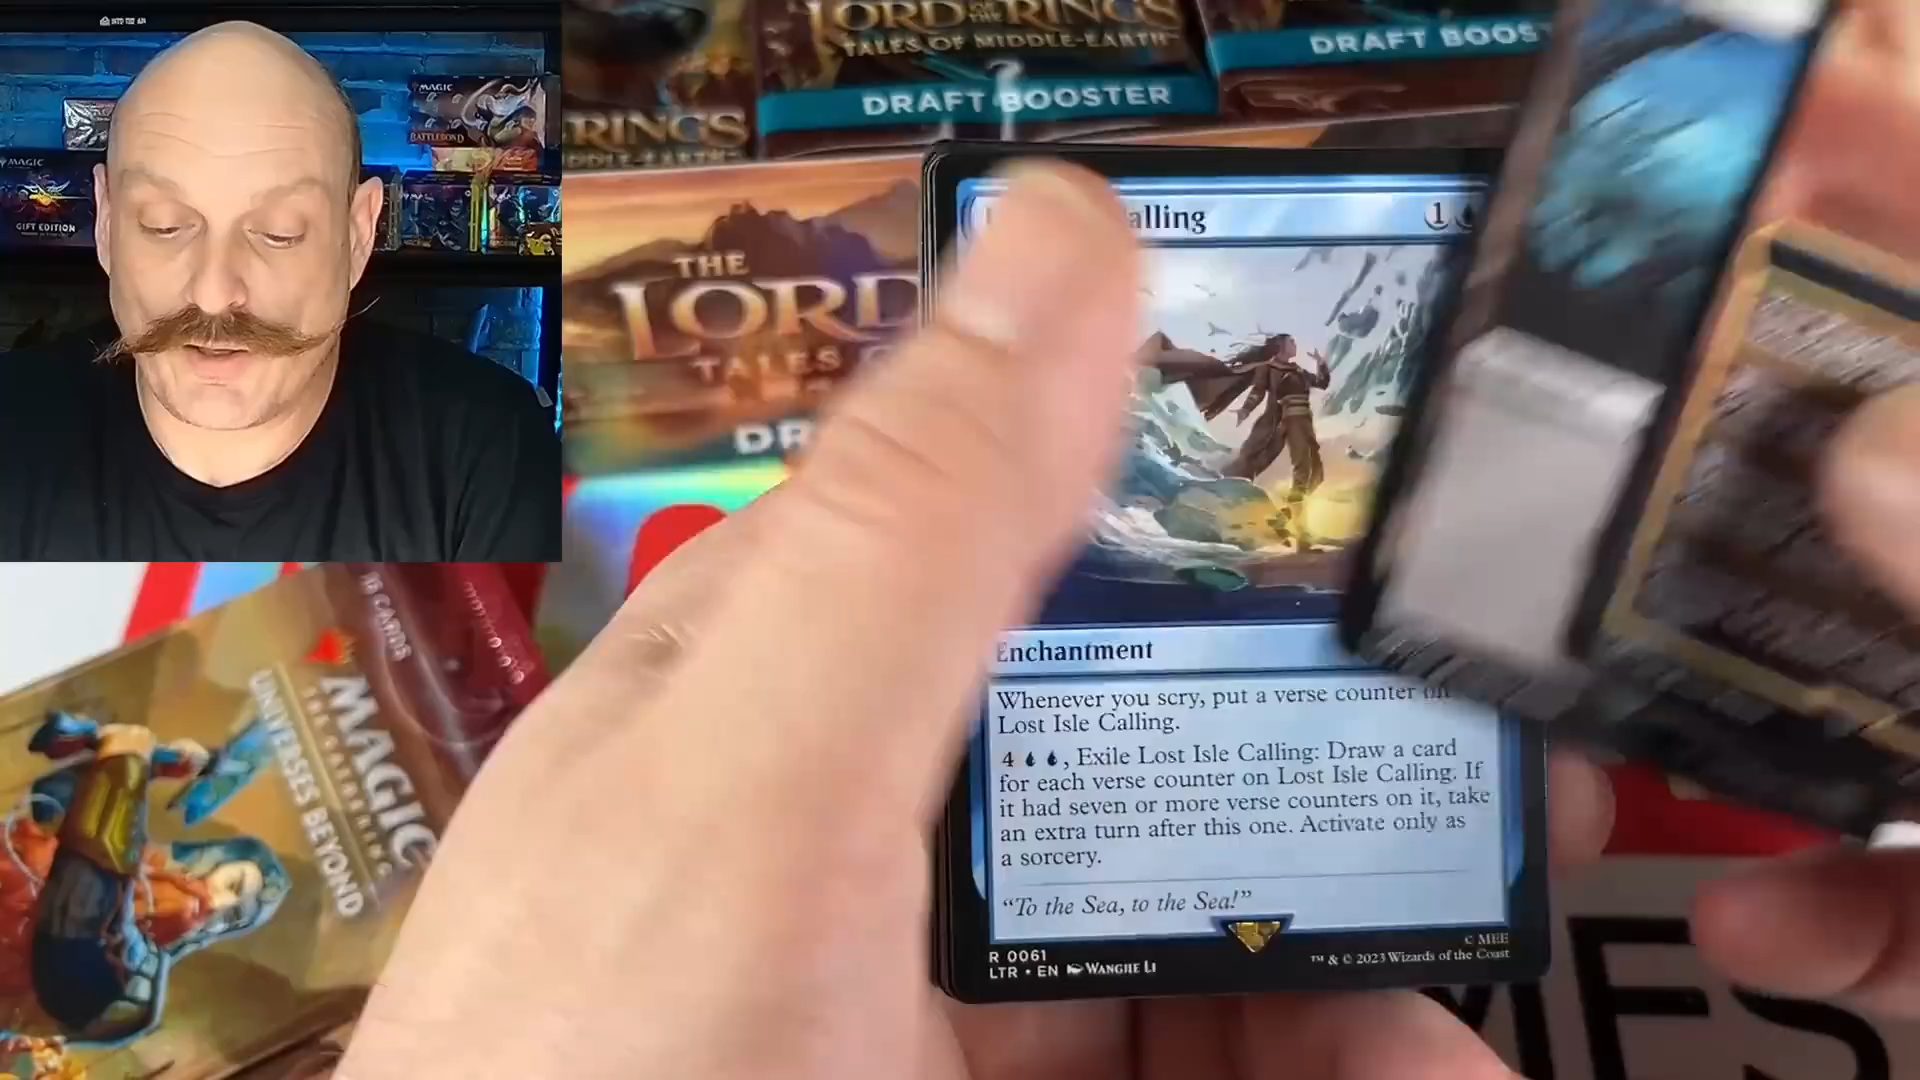 MAGIC
BATTLEBOND
MAGIC
GIFT EDITION
LORD OF THE RINGS
TALES OF MIDDLE-EARTH
DRAFT BOOSTER
DRAFT BOOS
RINGS
MIDDLE-EARTH
THE
LORD
TALES
DR
alling
1
Enchantment
Whenever you scry, put a verse counter on
Lost Isle Calling.
4, Exile Lost Isle Calling: Draw a card
for each verse counter on Lost Isle Calling. If
it had seven or more verse counters on it, take
an extra turn after this one. Activate only as
a sorcery.
“To the Sea, to the Sea!”
R 0061
LTR • EN WANGJIE LI
© MEE
™ & © 2023 Wizards of the Coast
15 CARDS
MAGIC
THE GATHERING
UNIVERSES BEYOND
MES